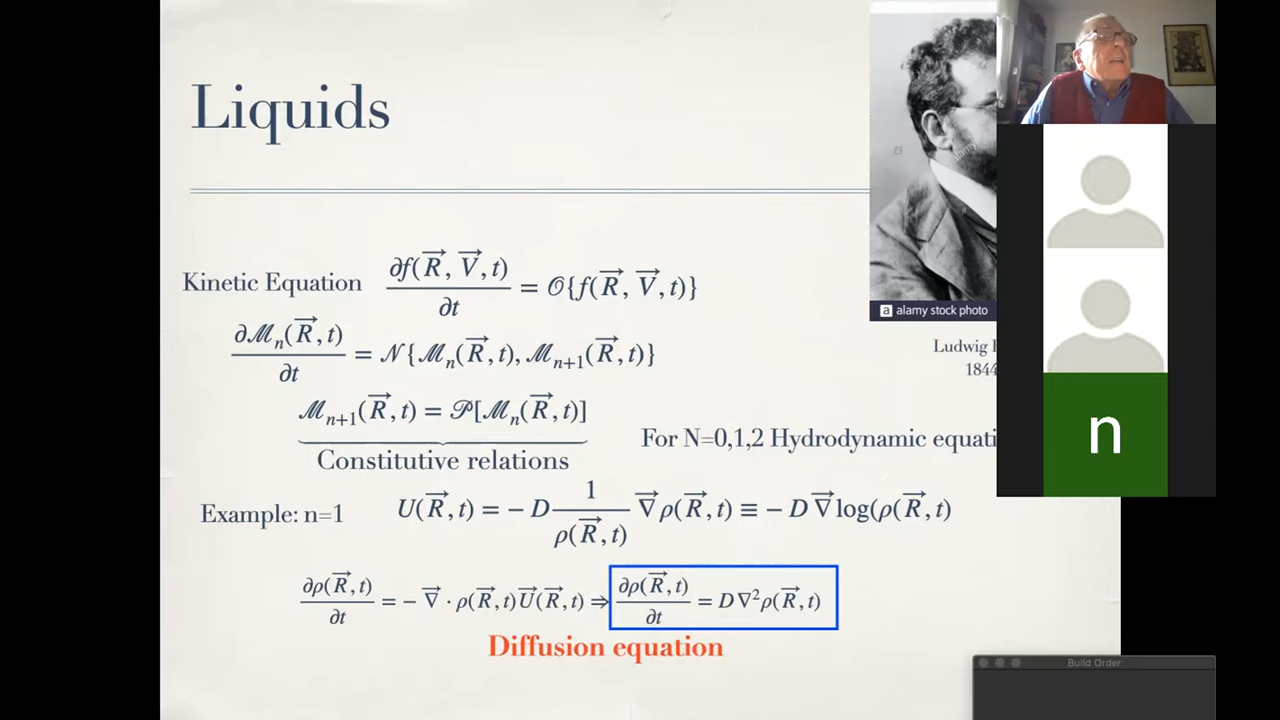 Liquids
a alamy stock photo
Ludwig
1844
Kinetic Equation ∂f(R⃗, V⃗, t)/∂t = 𝒪{f(R⃗, V⃗, t)}
∂ℳₙ(R⃗, t)/∂t = 𝒩{ℳₙ(R⃗, t), ℳₙ₊₁(R⃗, t)}
ℳₙ₊₁(R⃗, t) = 𝒫[ℳₙ(R⃗, t)]
Constitutive relations
For N=0,1,2 Hydrodynamic equati
Example: n=1 U(R⃗, t) = − D 1/ρ(R⃗, t) ∇⃗ρ(R⃗, t) ≡ − D ∇⃗log(ρ(R⃗, t)
∂ρ(R⃗, t)/∂t = − ∇⃗ · ρ(R⃗, t)U⃗(R⃗, t) ⇒ ∂ρ(R⃗, t)/∂t = D∇²ρ(R⃗, t)
Diffusion equation
n
Build Order